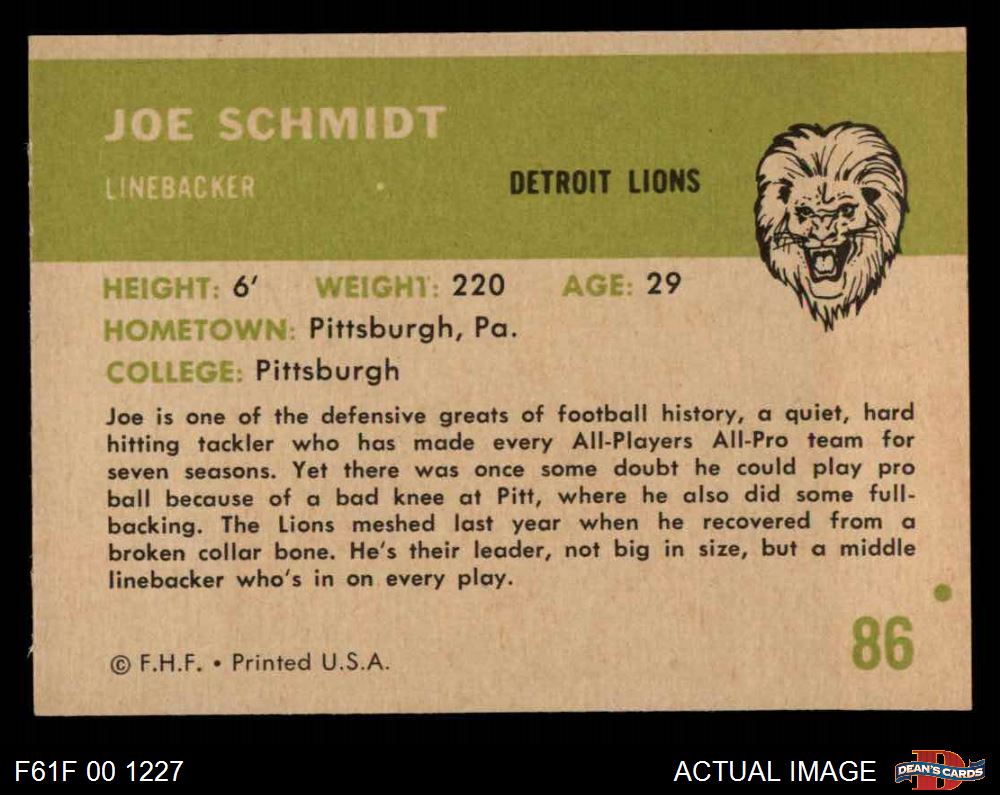 JOE SCHMIDT
LINEBACKER
DETROIT LIONS
HEIGHT: 6' WEIGHT: 220 AGE: 29
HOMETOWN: Pittsburgh, Pa.
COLLEGE: Pittsburgh
Joe is one of the defensive greats of football history, a quiet, hard
hitting tackler who has made every All-Players All-Pro team for
seven seasons. Yet there was once some doubt he could play pro
ball because of a bad knee at Pitt, where he also did some full-
backing. The Lions meshed last year when he recovered from a
broken collar bone. He's their leader, not big in size, but a middle
linebacker who's in on every play.
86
© F.H.F. • Printed U.S.A.
F61F 00 1227
ACTUAL IMAGE
D
DEAN'S CARDS